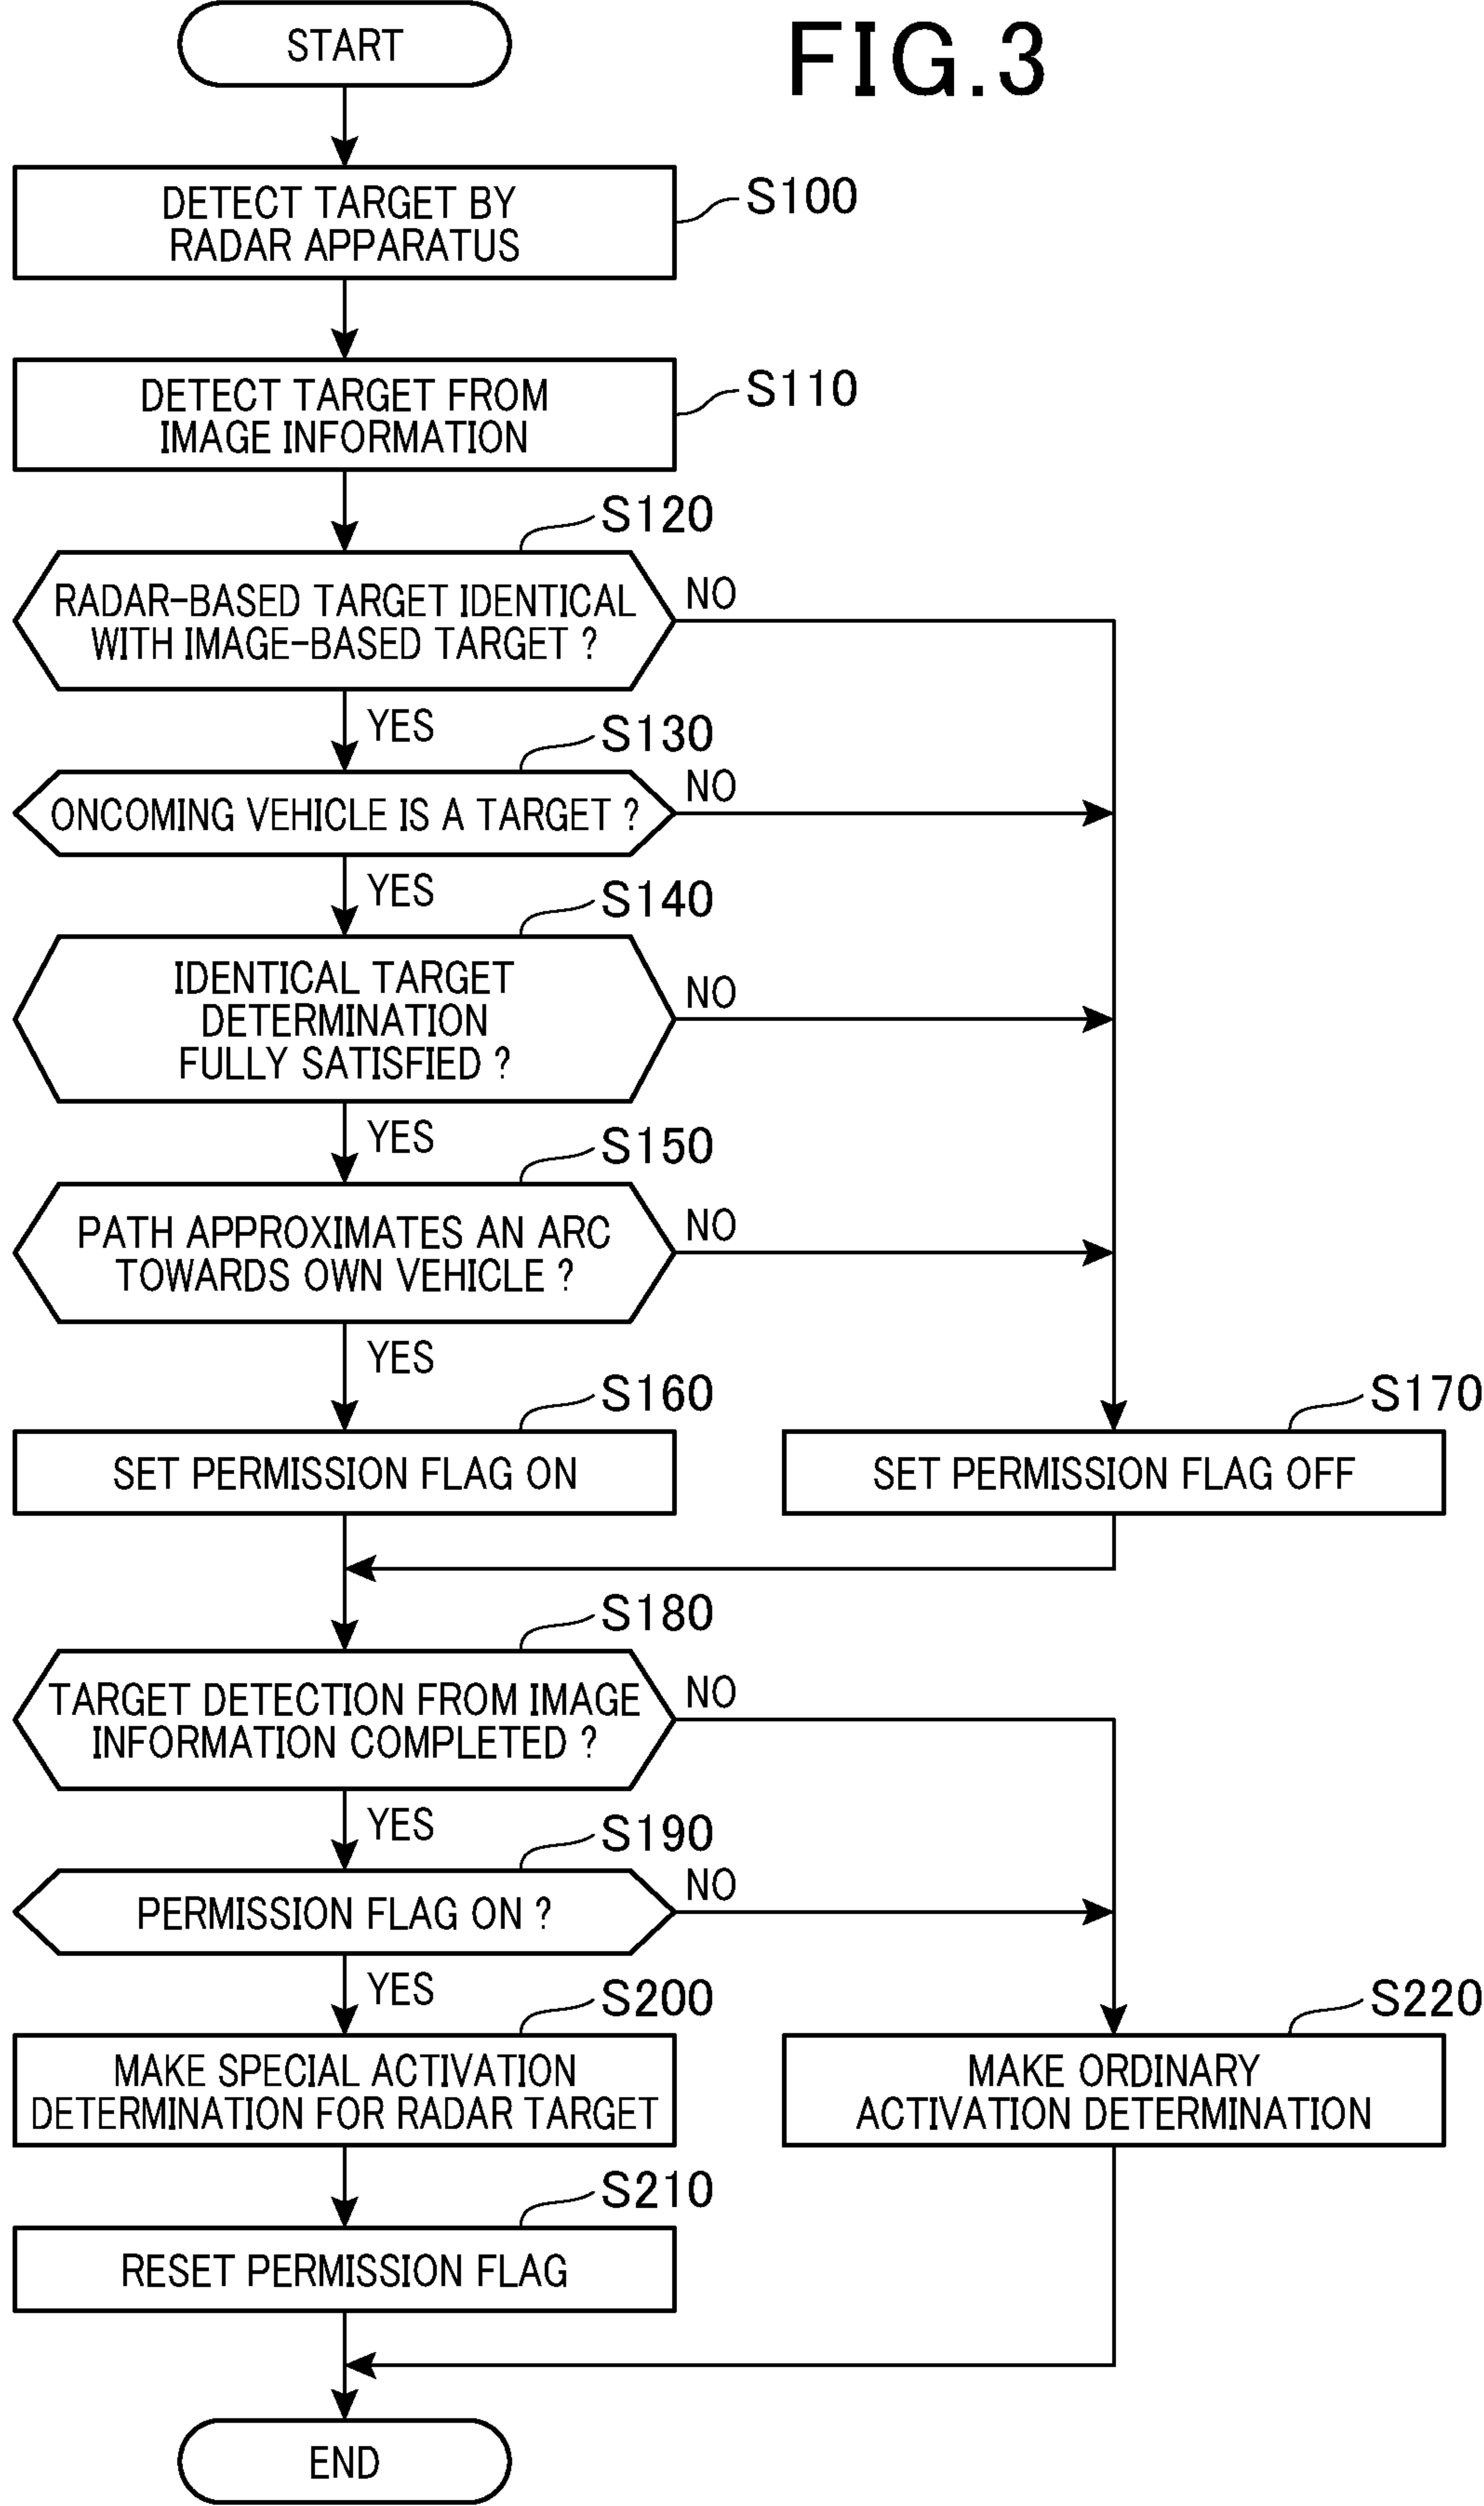 FIG.3
START
DETECT TARGET BY
RADAR APPARATUS
S100
DETECT TARGET FROM
IMAGE INFORMATION
S110
S120
RADAR-BASED TARGET IDENTICAL
WITH IMAGE-BASED TARGET ?
NO
YES
S130
ONCOMING VEHICLE IS A TARGET ?
NO
YES
S140
IDENTICAL TARGET
DETERMINATION
FULLY SATISFIED ?
NO
YES
S150
PATH APPROXIMATES AN ARC
TOWARDS OWN VEHICLE ?
NO
YES
S160
SET PERMISSION FLAG ON
S170
SET PERMISSION FLAG OFF
S180
TARGET DETECTION FROM IMAGE
INFORMATION COMPLETED ?
NO
YES
S190
PERMISSION FLAG ON ?
NO
YES
S200
MAKE SPECIAL ACTIVATION
DETERMINATION FOR RADAR TARGET
S220
MAKE ORDINARY
ACTIVATION DETERMINATION
S210
RESET PERMISSION FLAG
END